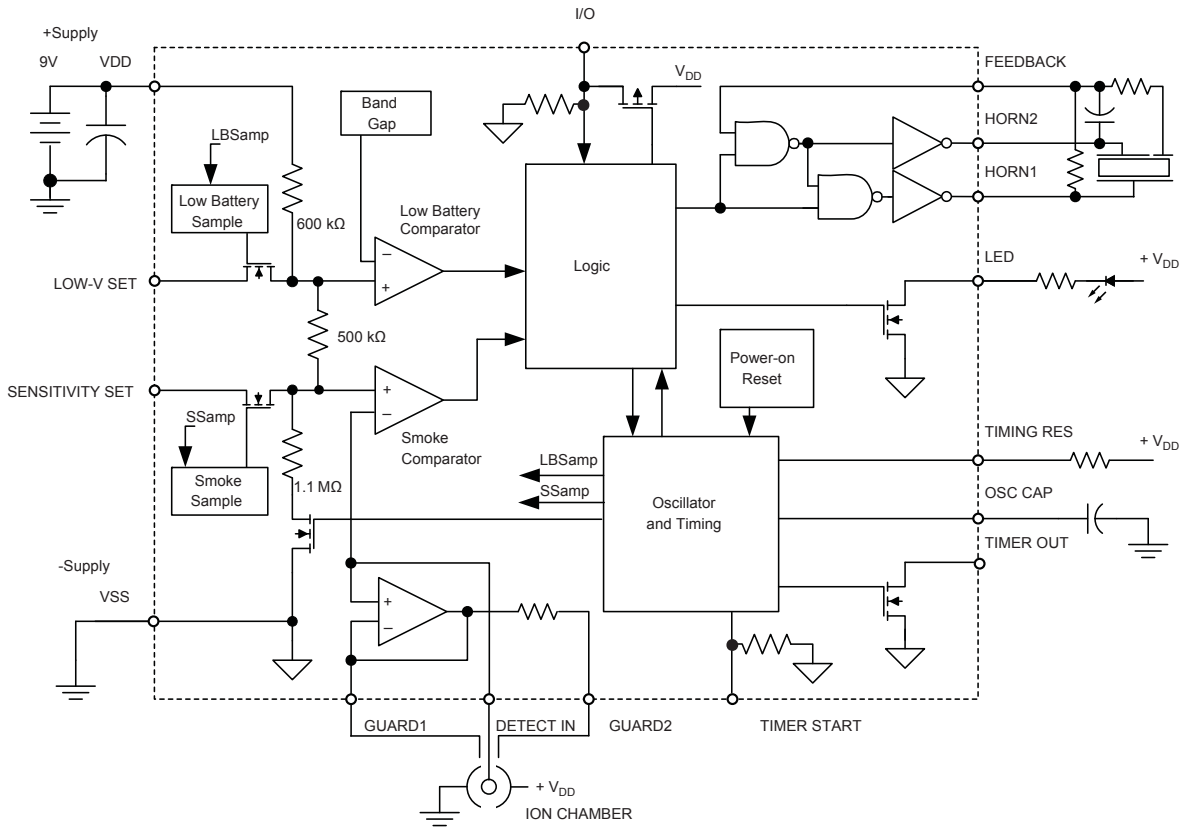 I/O
+Supply
9V
VDD
V_DD
FEEDBACK
Band
Gap
HORN2
LBSamp
HORN1
Low Battery
Sample
600 kΩ
Low Battery
Comparator
−
+
Logic
LED
+ V_DD
LOW-V SET
500 kΩ
Power-on
Reset
SENSITIVITY SET
+
−
SSamp
Smoke
Comparator
TIMING RES
+ V_DD
Smoke
Sample
1.1 MΩ
LBSamp
SSamp
Oscillator
and Timing
OSC CAP
TIMER OUT
-Supply
VSS
+
−
GUARD1
DETECT IN
GUARD2
TIMER START
+ V_DD
ION CHAMBER